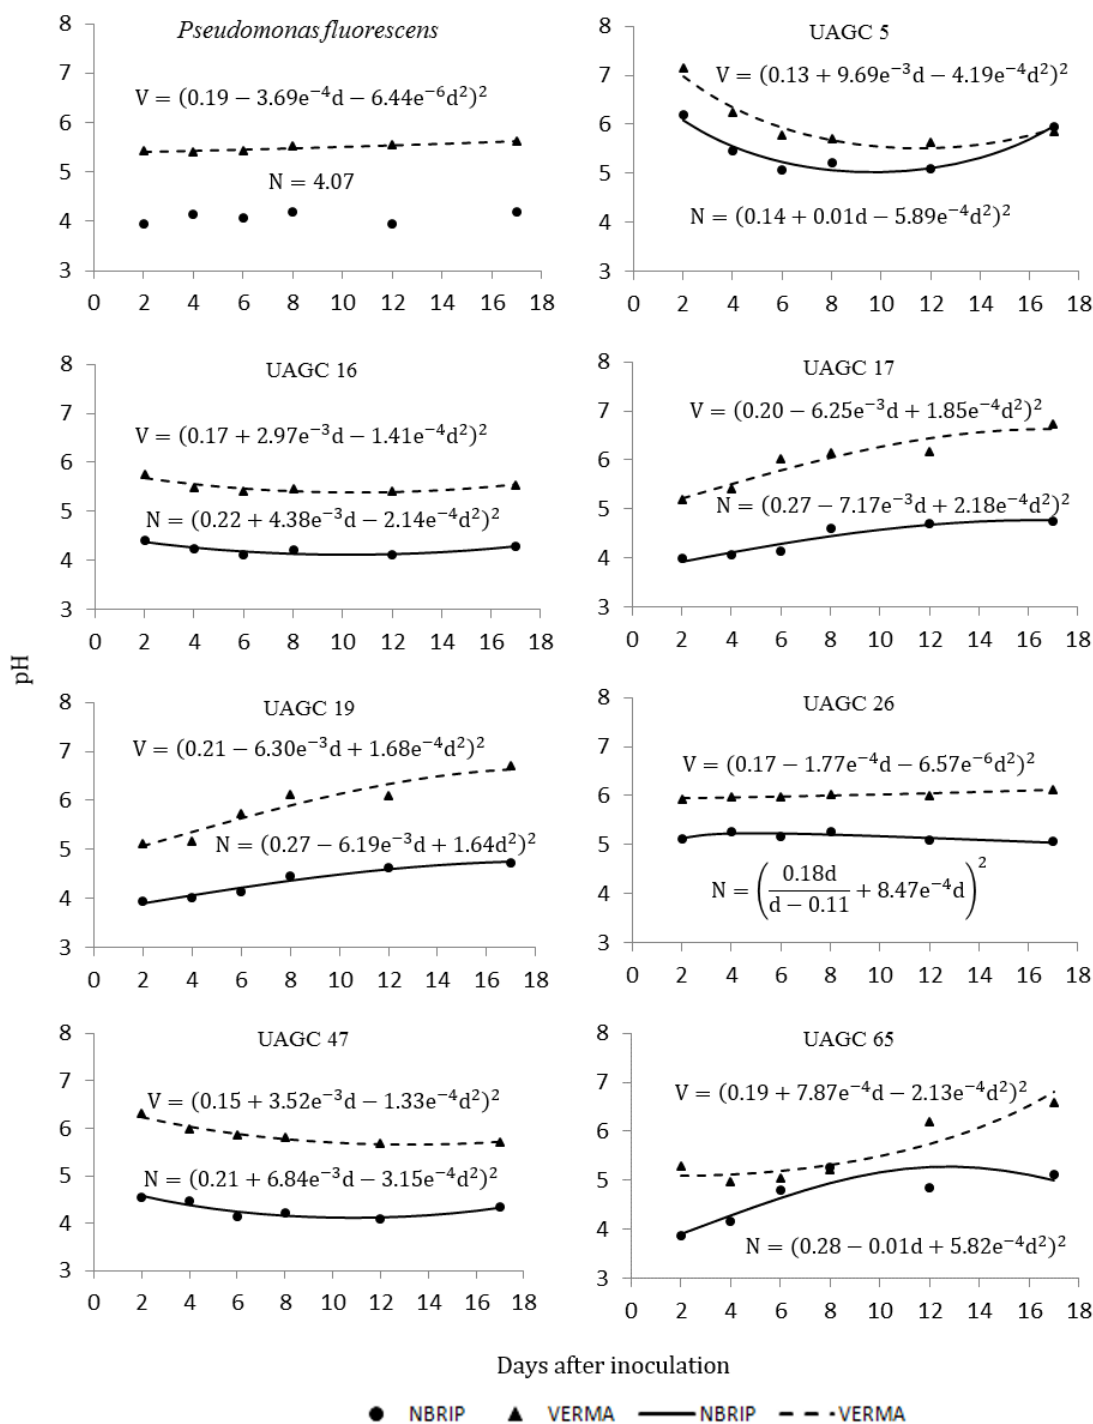 Pseudomonas fluorescens
8
7
6
5
4
3
V = (0.19 − 3.69e⁻³d − 6.44e⁻⁶d²)²
N = 4.07
0 2 4 6 8 10 12 14 16 18
UAGC 5
8
7
6
5
4
3
V = (0.13 + 9.69e⁻³d − 4.19e⁻⁴d²)²
N = (0.14 + 0.01d − 5.89e⁻⁴d²)²
0 2 4 6 8 10 12 14 16 18
UAGC 16
8
7
6
5
4
3
V = (0.17 + 2.97e⁻³d − 1.41e⁻⁴d²)²
N = (0.22 + 4.38e⁻³d − 2.14e⁻⁴d²)²
0 2 4 6 8 10 12 14 16 18
UAGC 17
8
7
6
5
4
3
V = (0.20 − 6.25e⁻³d + 1.85e⁻⁴d²)²
N = (0.27 − 7.17e⁻³d + 2.18e⁻⁴d²)²
0 2 4 6 8 10 12 14 16 18
pH
UAGC 19
8
7
6
5
4
3
V = (0.21 − 6.30e⁻³d + 1.68e⁻⁴d²)²
N = (0.27 − 6.19e⁻³d + 1.64d²)²
0 2 4 6 8 10 12 14 16 18
UAGC 26
8
7
6
5
4
3
V = (0.17 − 1.77e⁻⁴d − 6.57e⁻⁶d²)²
N = (0.18d / d − 0.11 + 8.47e⁻⁴d)²
0 2 4 6 8 10 12 14 16 18
UAGC 47
8
7
6
5
4
3
V = (0.15 + 3.52e⁻³d − 1.33e⁻⁴d²)²
N = (0.21 + 6.84e⁻³d − 3.15e⁻⁴d²)²
0 2 4 6 8 10 12 14 16 18
UAGC 65
8
7
6
5
4
3
V = (0.19 + 7.87e⁻⁴d − 2.13e⁻⁴d²)²
N = (0.28 − 0.01d + 5.82e⁻⁴d²)²
0 2 4 6 8 10 12 14 16 18
Days after inoculation
NBRIP VERMA NBRIP VERMA